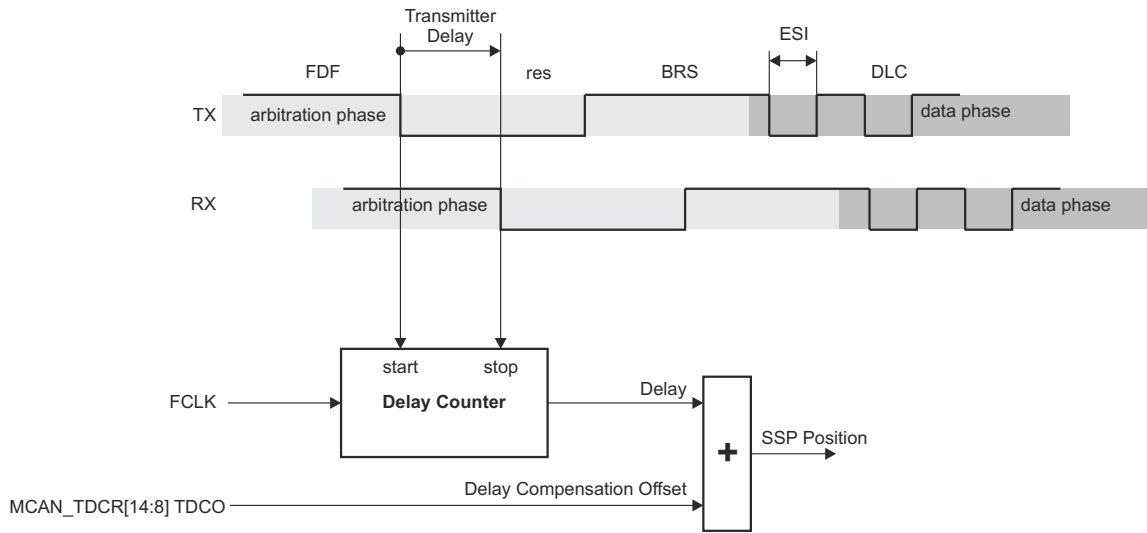 Transmitter
Delay
ESI
FDF
res
BRS
DLC
TX
arbitration phase
data phase
RX
arbitration phase
data phase
start
stop
FCLK
Delay Counter
Delay
+
SSP Position
Delay Compensation Offset
MCAN_TDCR[14:8] TDCO